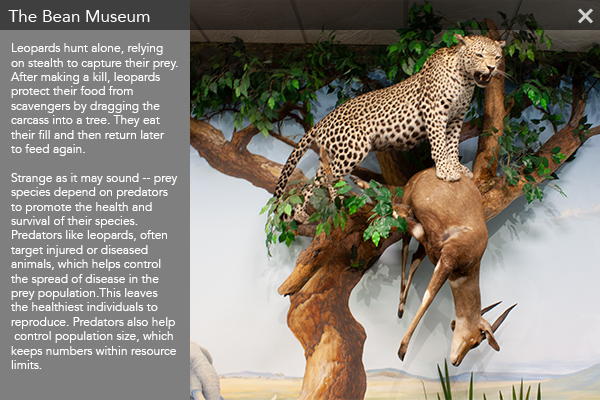 The Bean Museum
Leopards hunt alone, relying
on stealth to capture their prey.
After making a kill, leopards
protect their food from
scavengers by dragging the
carcass into a tree. They eat
their fill and then return later
to feed again.
Strange as it may sound -- prey
species depend on predators
to promote the health and
survival of their species.
Predators like leopards, often
target injured or diseased
animals, which helps control
the spread of disease in the
prey population.This leaves
the healthiest individuals to
reproduce. Predators also help
control population size, which
keeps numbers within resource
limits.